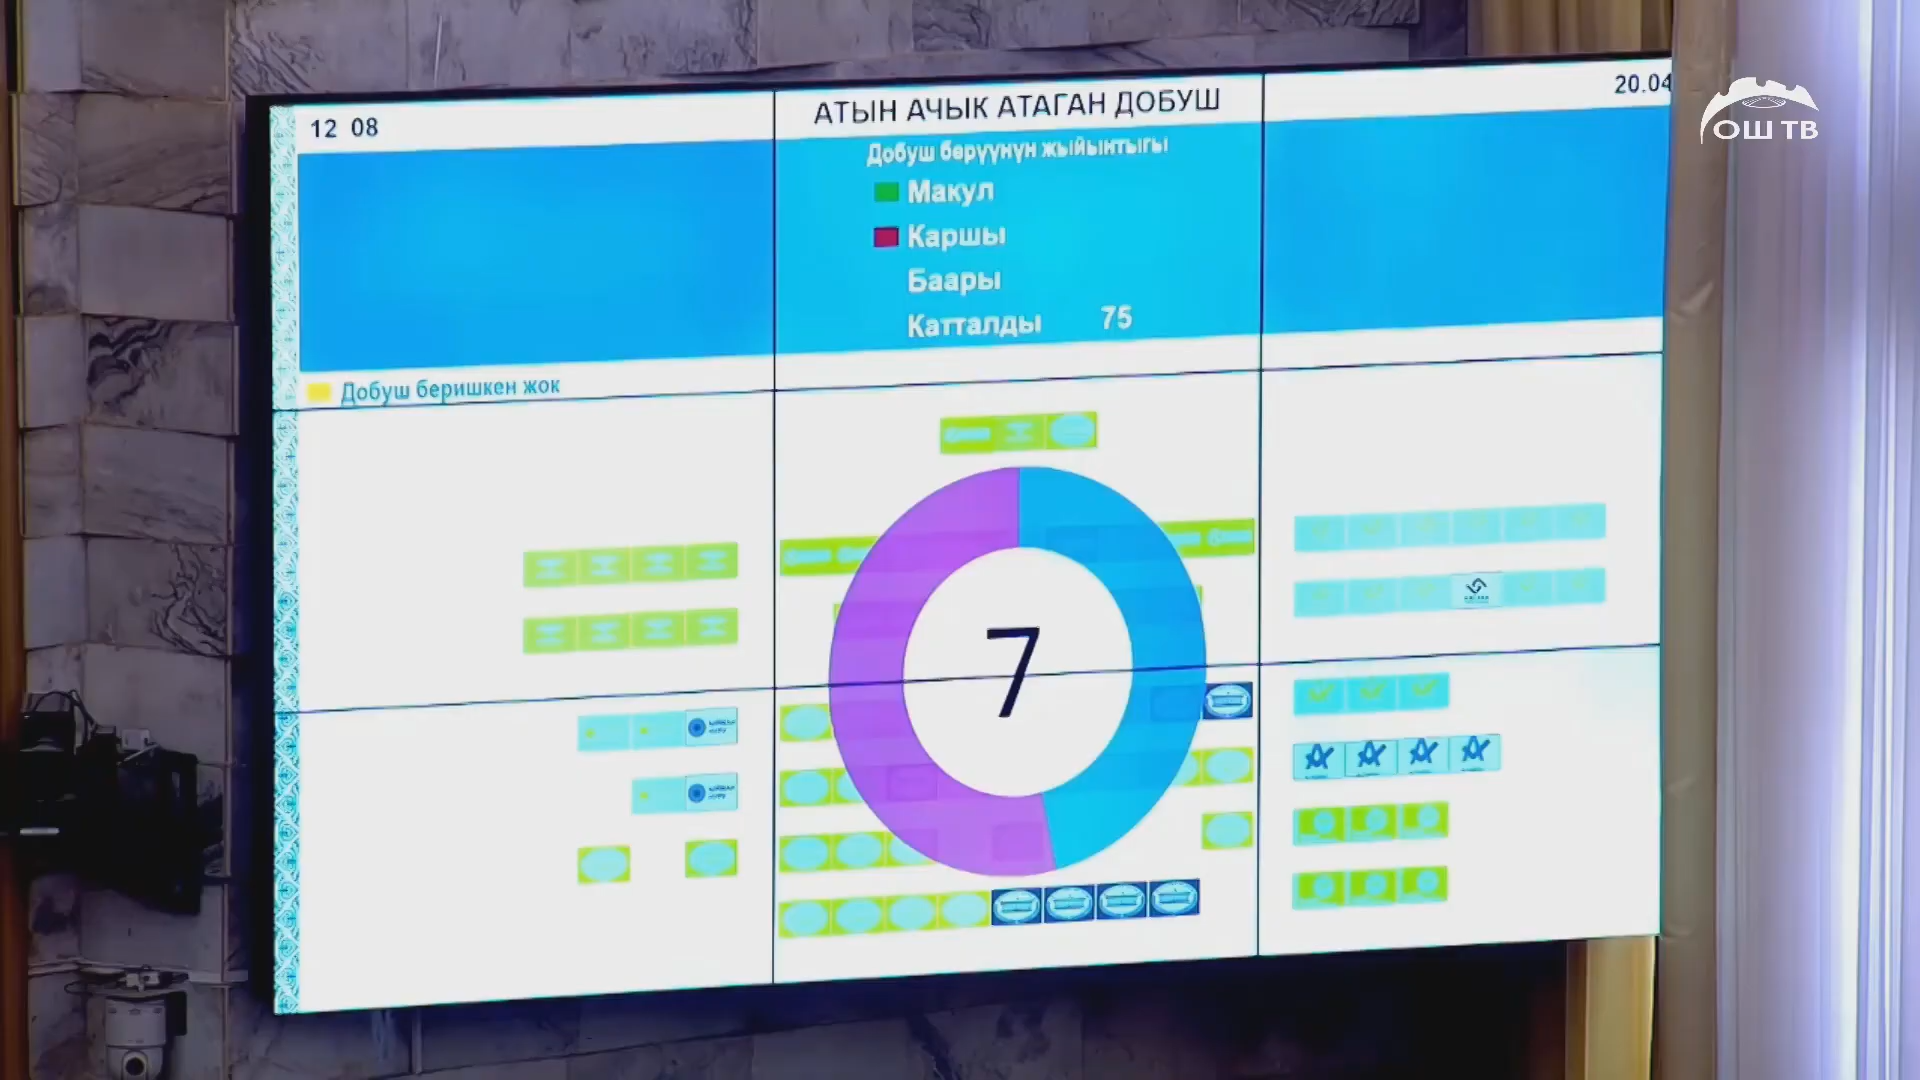 12 08
АТЫН АЧЫК АТАГАН ДОБУШ
20.04
ОШ ТВ
Добуш берүүнүн жыйынтыгы
Макул
Каршы
Баары
Катталды 75
Добуш беришкен жок
7